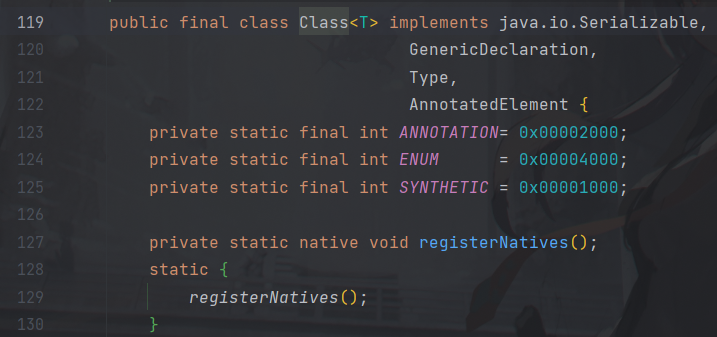 119 public final class Class<T> implements java.io.Serializable,
120 GenericDeclaration,
121 Type,
122 AnnotatedElement {
123 private static final int ANNOTATION= 0x00002000;
124 private static final int ENUM = 0x00004000;
125 private static final int SYNTHETIC = 0x00001000;
126
127 private static native void registerNatives();
128 static {
129 registerNatives();
130 }